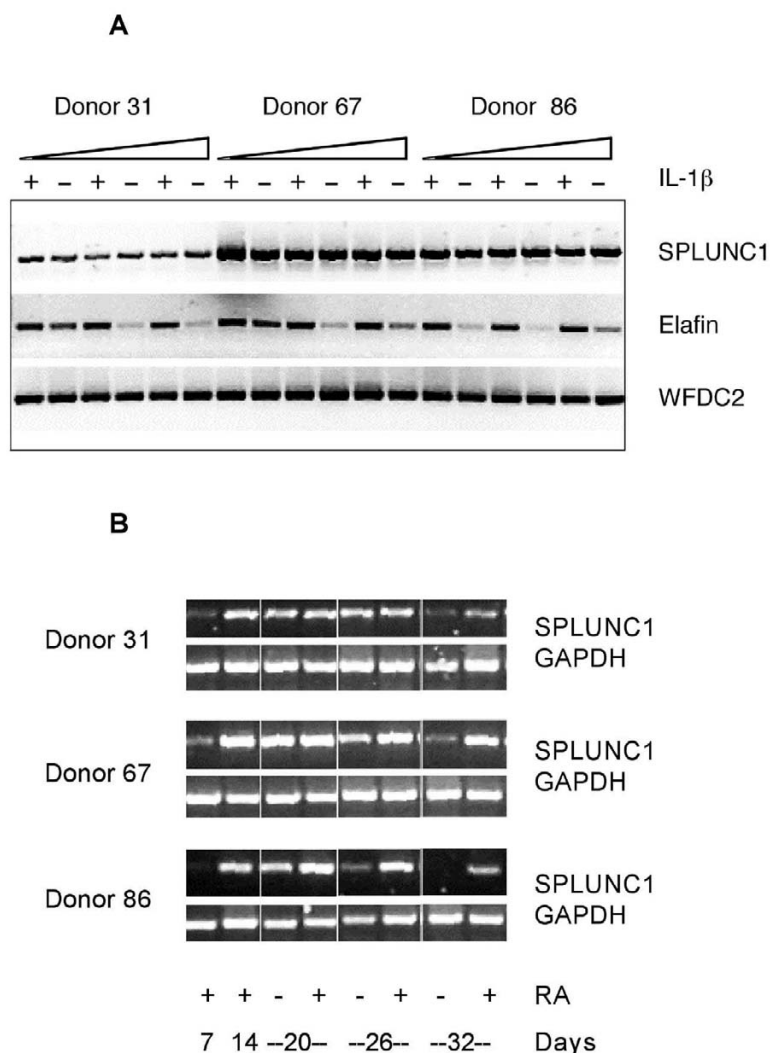 A
Donor 31 Donor 67 Donor 86
+ – + – + – + – + – + – + – + – + – IL-1β
SPLUNC1
Elafin
WFDC2
B
Donor 31 SPLUNC1
GAPDH
Donor 67 SPLUNC1
GAPDH
Donor 86 SPLUNC1
GAPDH
+ + - + - + - + RA
7 14 --20-- --26-- --32-- Days